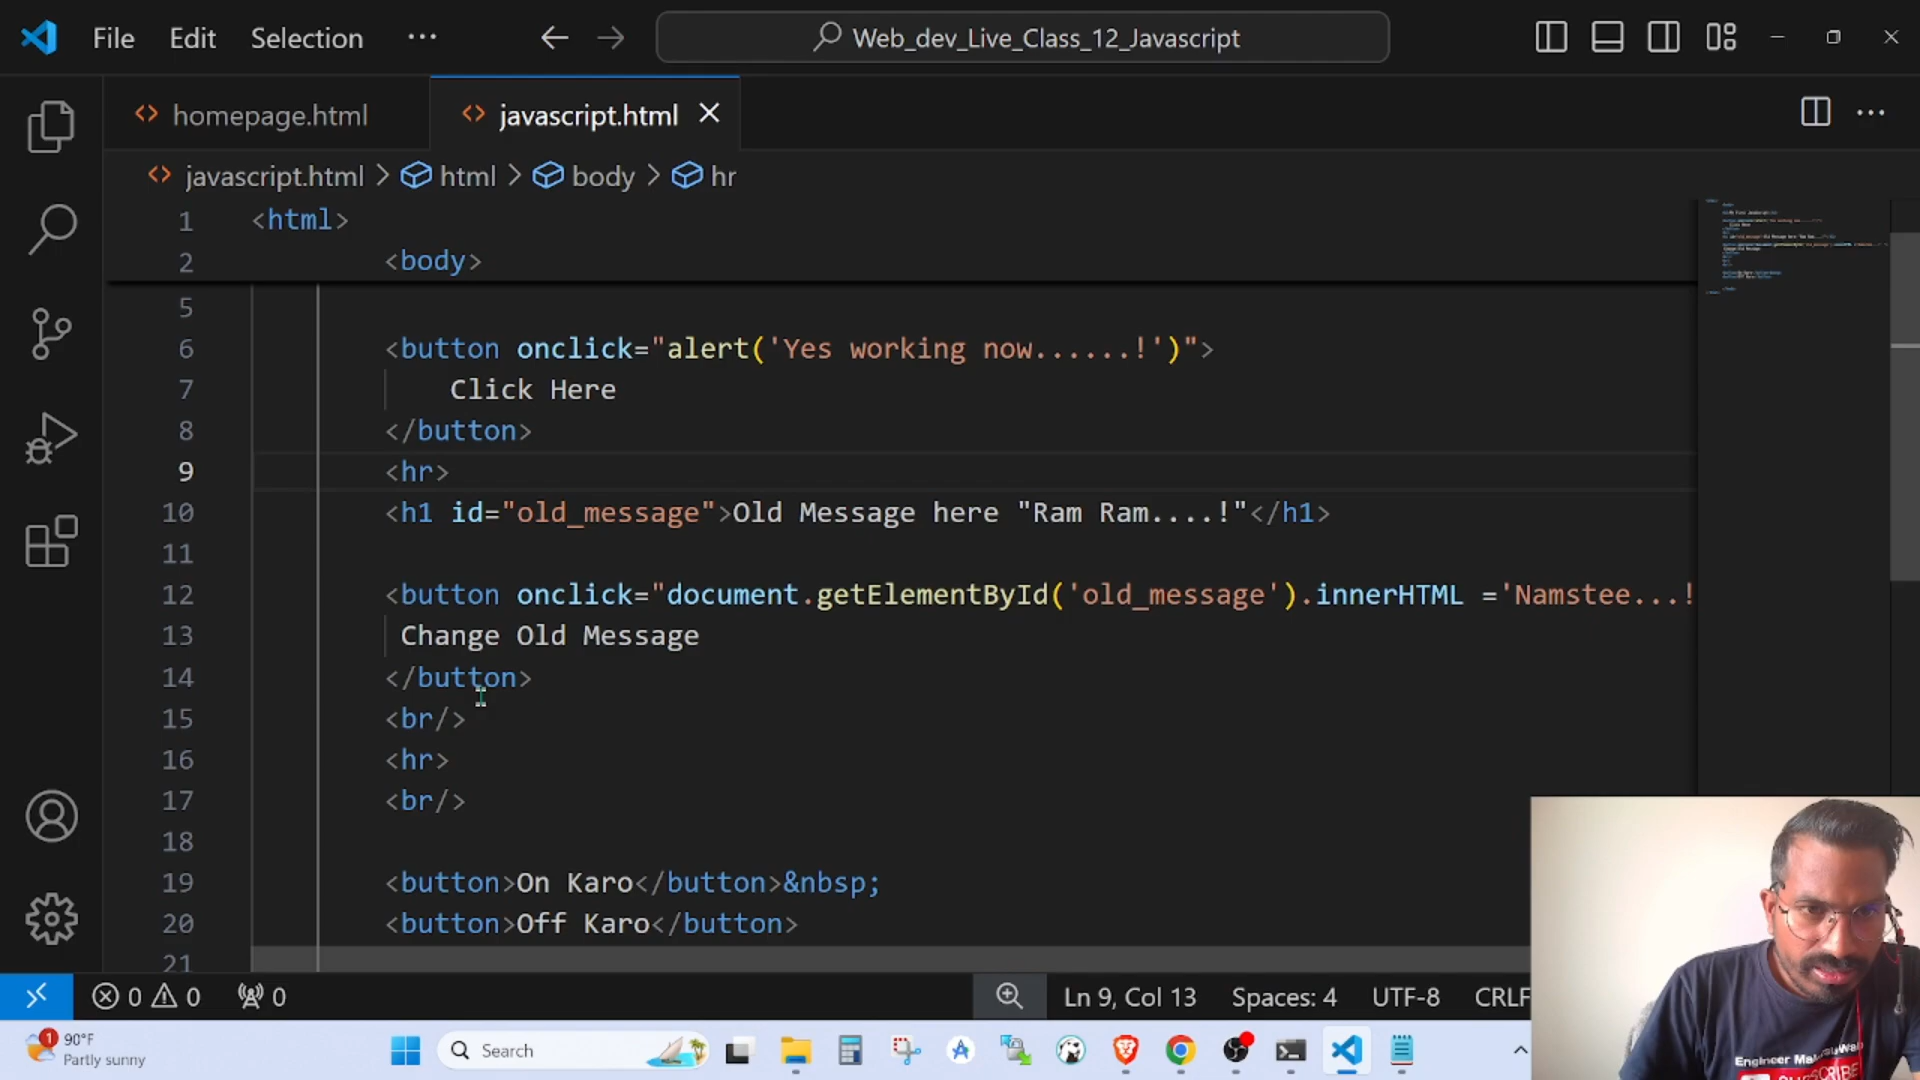 File Edit Selection ··· Web_dev_Live_Class_12_Javascript
homepage.html javascript.html
javascript.html > html > body > hr
1 <html>
2 <body>
5
6 <button onclick="alert('Yes working now......!')">
7 Click Here
8 </button>
9 <hr>
10 <h1 id="old_message">Old Message here "Ram Ram....!"</h1>
11
12 <button onclick="document.getElementById('old_message').innerHTML ='Namstee...!
13 Change Old Message
14 </button>
15 <br/>
16 <hr>
17 <br/>
18
19 <button>On Karo</button>&nbsp;
20 <button>Off Karo</button>
21
0 0 0 Ln 9, Col 13 Spaces: 4 UTF-8 CRLF
1 90°F
Partly sunny
Search